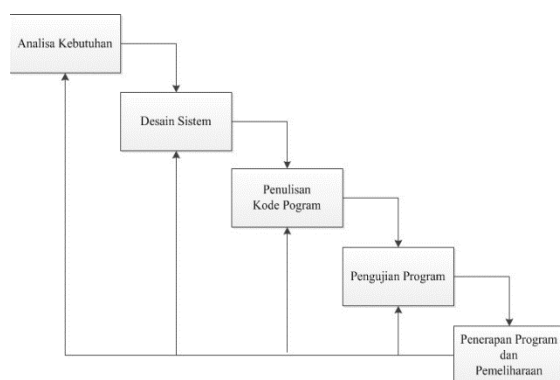 Analisa Kebutuhan
Desain Sistem
Penulisan
Kode Pogram
Pengujian Program
Penerapan Program
dan
Pemeliharaan